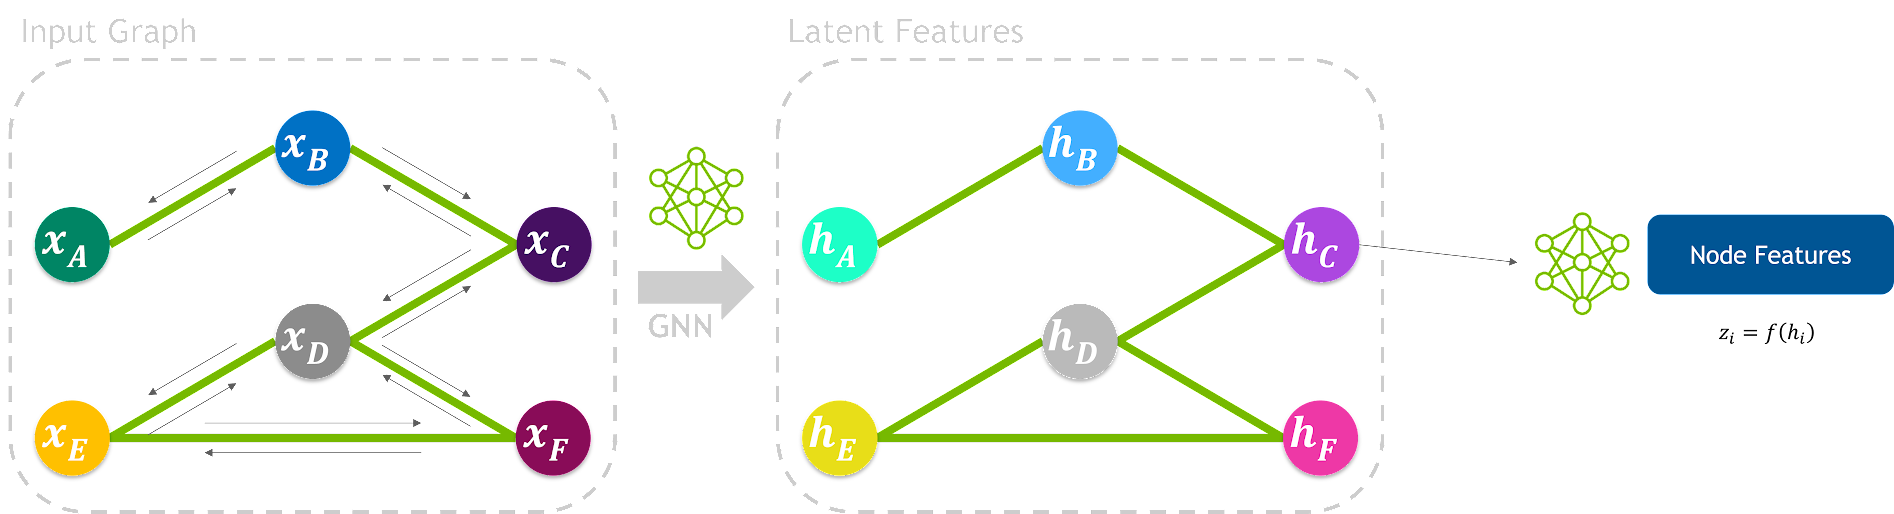 Input Graph
x_A
x_B
x_C
x_D
x_E
x_F
GNN
Latent Features
h_A
h_B
h_C
h_D
h_E
h_F
Node Features
z_i = f(h_i)